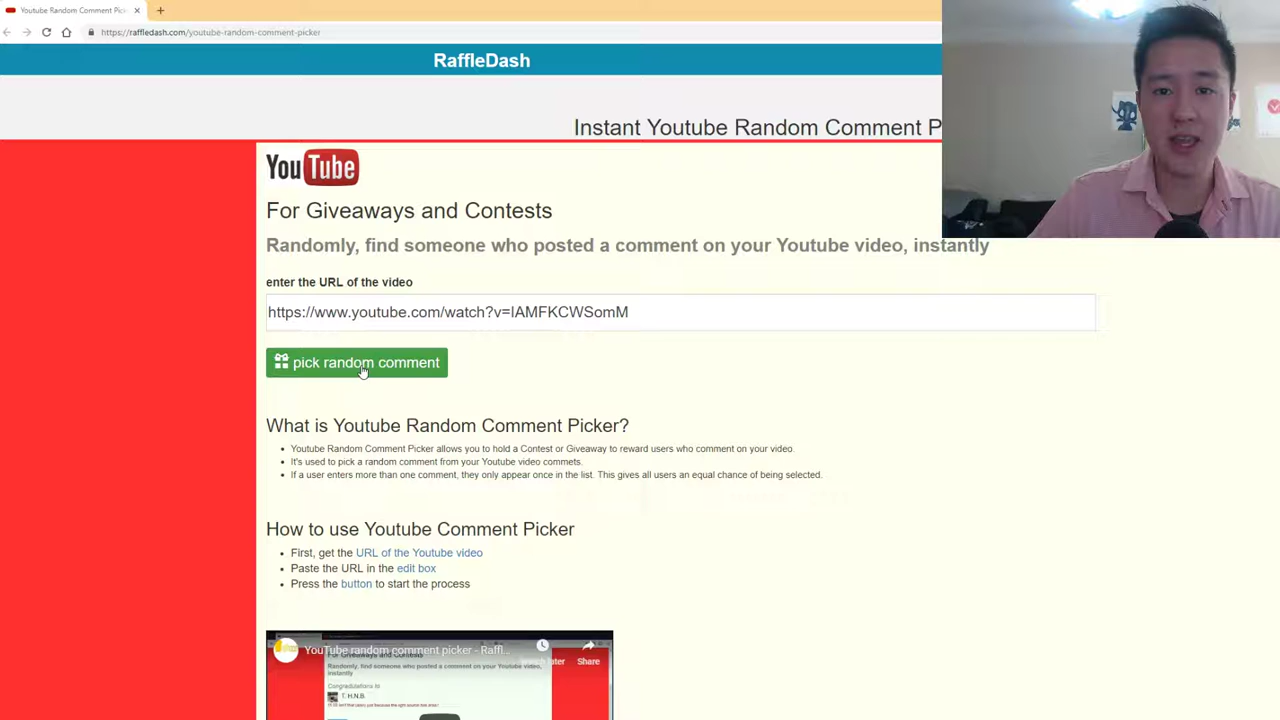 Youtube Random Comment Pick
https://raffledash.com/youtube-random-comment-picker
RaffleDash
Instant Youtube Random Comment P
YouTube
For Giveaways and Contests
Randomly, find someone who posted a comment on your Youtube video, instantly
enter the URL of the video
https://www.youtube.com/watch?v=IAMFKCWSomM
pick random comment
What is Youtube Random Comment Picker?
Youtube Random Comment Picker allows you to hold a Contest or Giveaway to reward users who comment on your video.
It's used to pick a random comment from your Youtube video commets.
If a user enters more than one comment, they only appear once in the list. This gives all users an equal chance of being selected.
How to use Youtube Comment Picker
First, get the URL of the Youtube video
Paste the URL in the edit box
Press the button to start the process
YouTube random comment picker - Raffl...
For Giveaways and Contests
Watch later
Share
Randomly, find someone who posted a comment on your Youtube video,
instantly
Congratulations to
T. H.N.B.